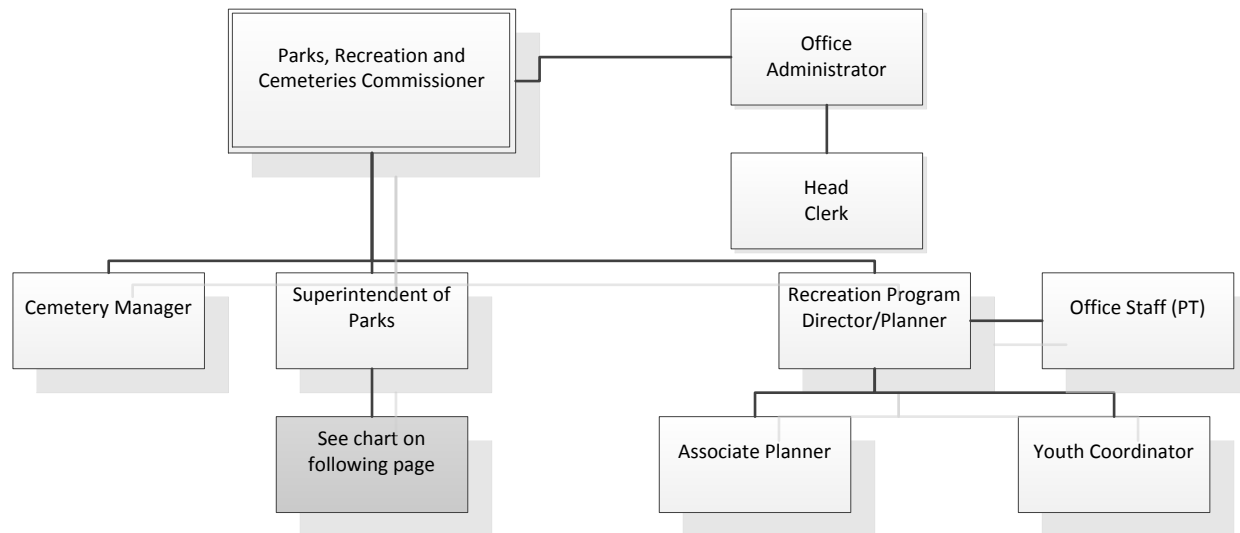 Parks, Recreation and
Cemeteries Commissioner
Office
Administrator
Head
Clerk
Cemetery Manager
Superintendent of
Parks
Recreation Program
Director/Planner
Office Staff (PT)
See chart on
following page
Associate Planner
Youth Coordinator